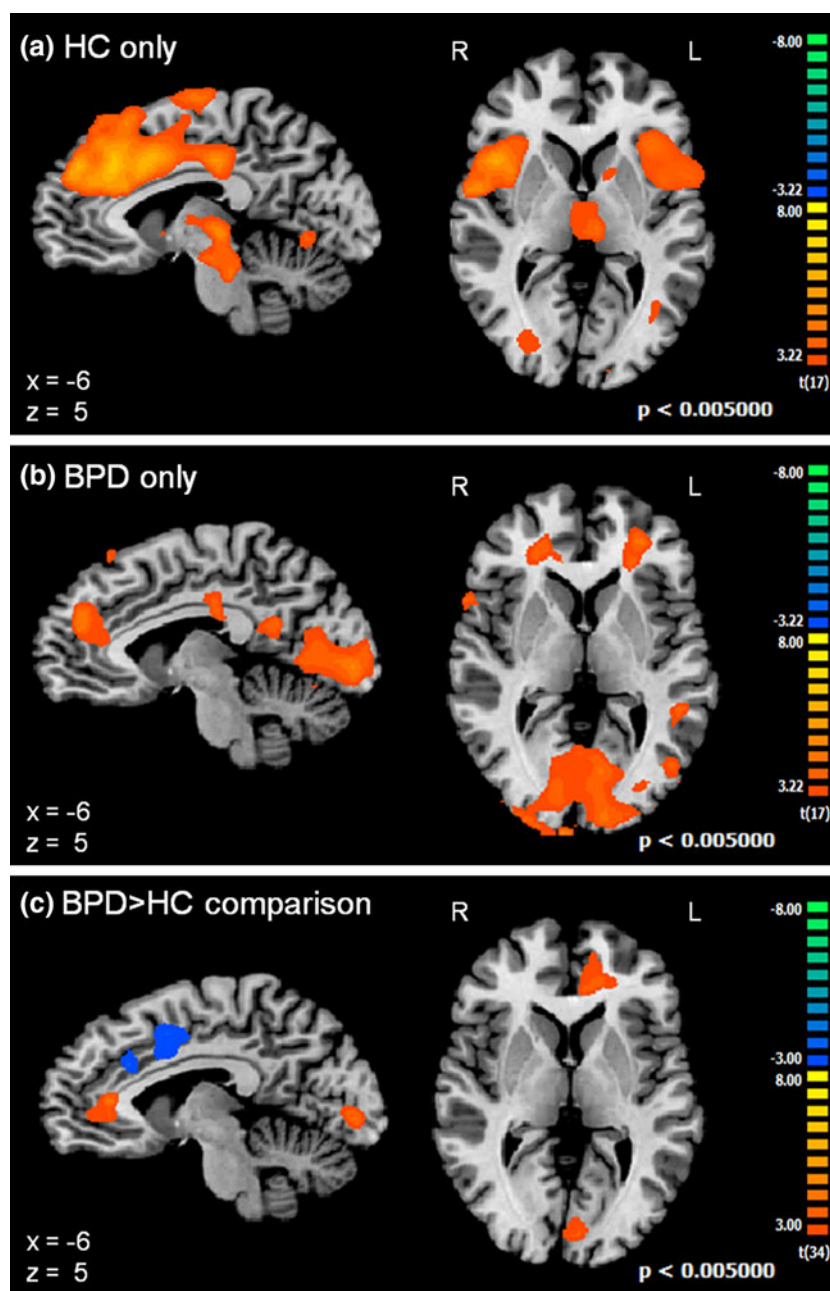 (a) HC only
R L
-8.00
-3.22
8.00
3.22
t(17)
x = -6
z = 5
p < 0.005000
(b) BPD only
R L
-8.00
-3.22
8.00
3.22
t(17)
x = -6
z = 5
p < 0.005000
(c) BPD>HC comparison
R L
-8.00
-3.00
8.00
3.00
t(34)
x = -6
z = 5
p < 0.005000